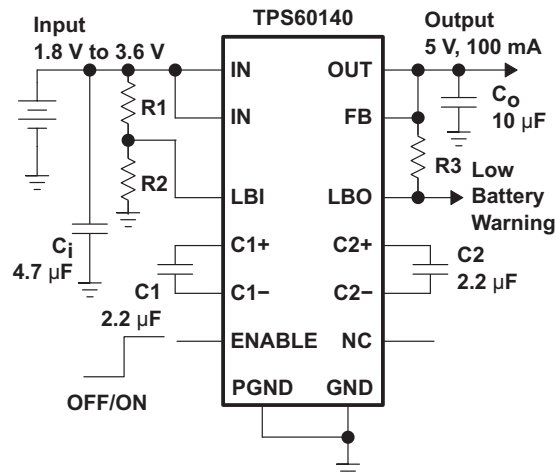 TPS60140
Input
1.8 V to 3.6 V
Output
5 V, 100 mA
IN
OUT
R1
Co
10 µF
IN
FB
R2
R3
LBI
LBO
Low
Battery
Warning
Ci
4.7 µF
C1+
C2+
C1
2.2 µF
C1−
C2−
C2
2.2 µF
ENABLE
NC
OFF/ON
PGND
GND